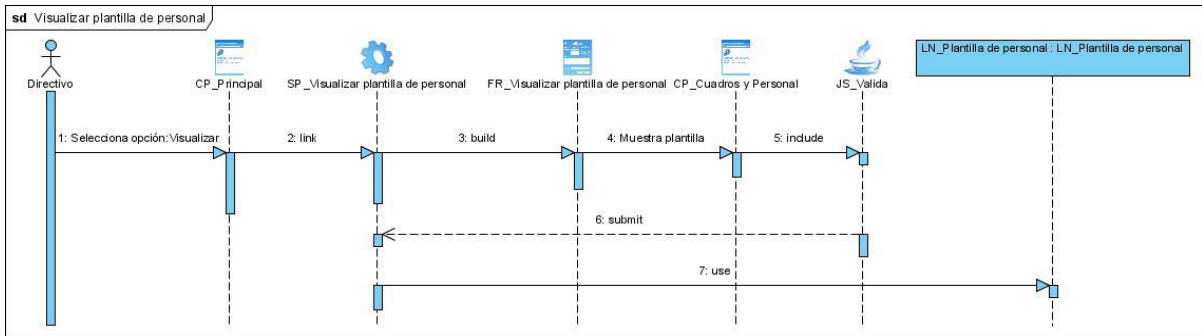 sd Visualizar plantilla de personal
LN_Plantilla de personal : LN_Plantilla de personal
Directivo
CP_Principal
SP_Visualizar plantilla de personal
FR_Visualizar plantilla de personal
CP_Cuadros y Personal
JS_Valida
1: Selecciona opción:Visualizar
2: link
3: build
4: Muestra plantilla
5: include
6: submit
7: use